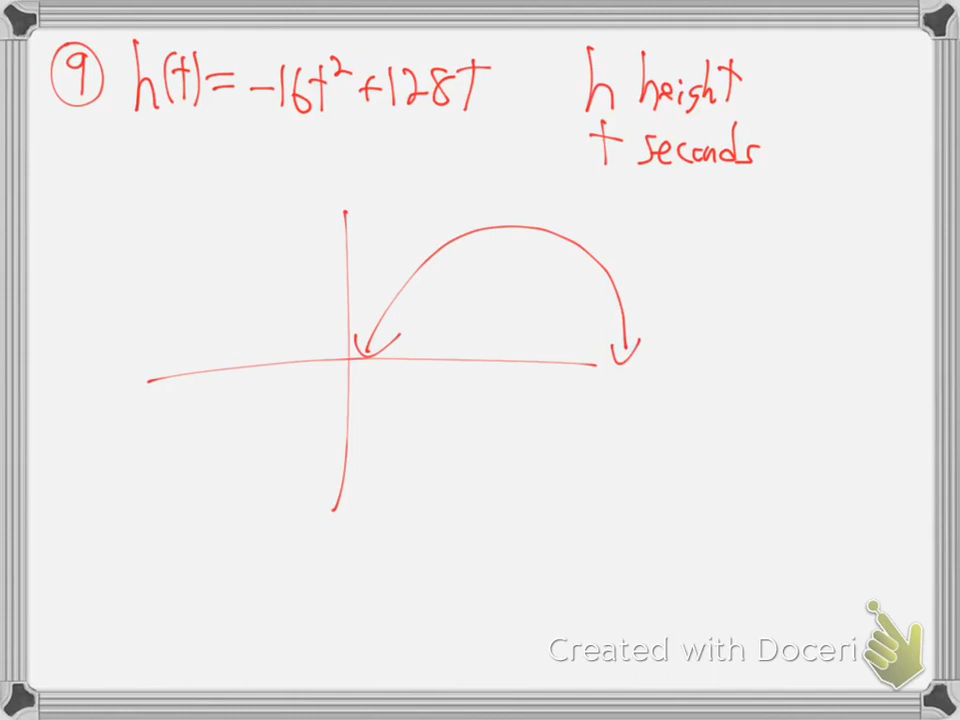 9 h(t) = -16t² + 128t
h height
t seconds
Created with Doceri